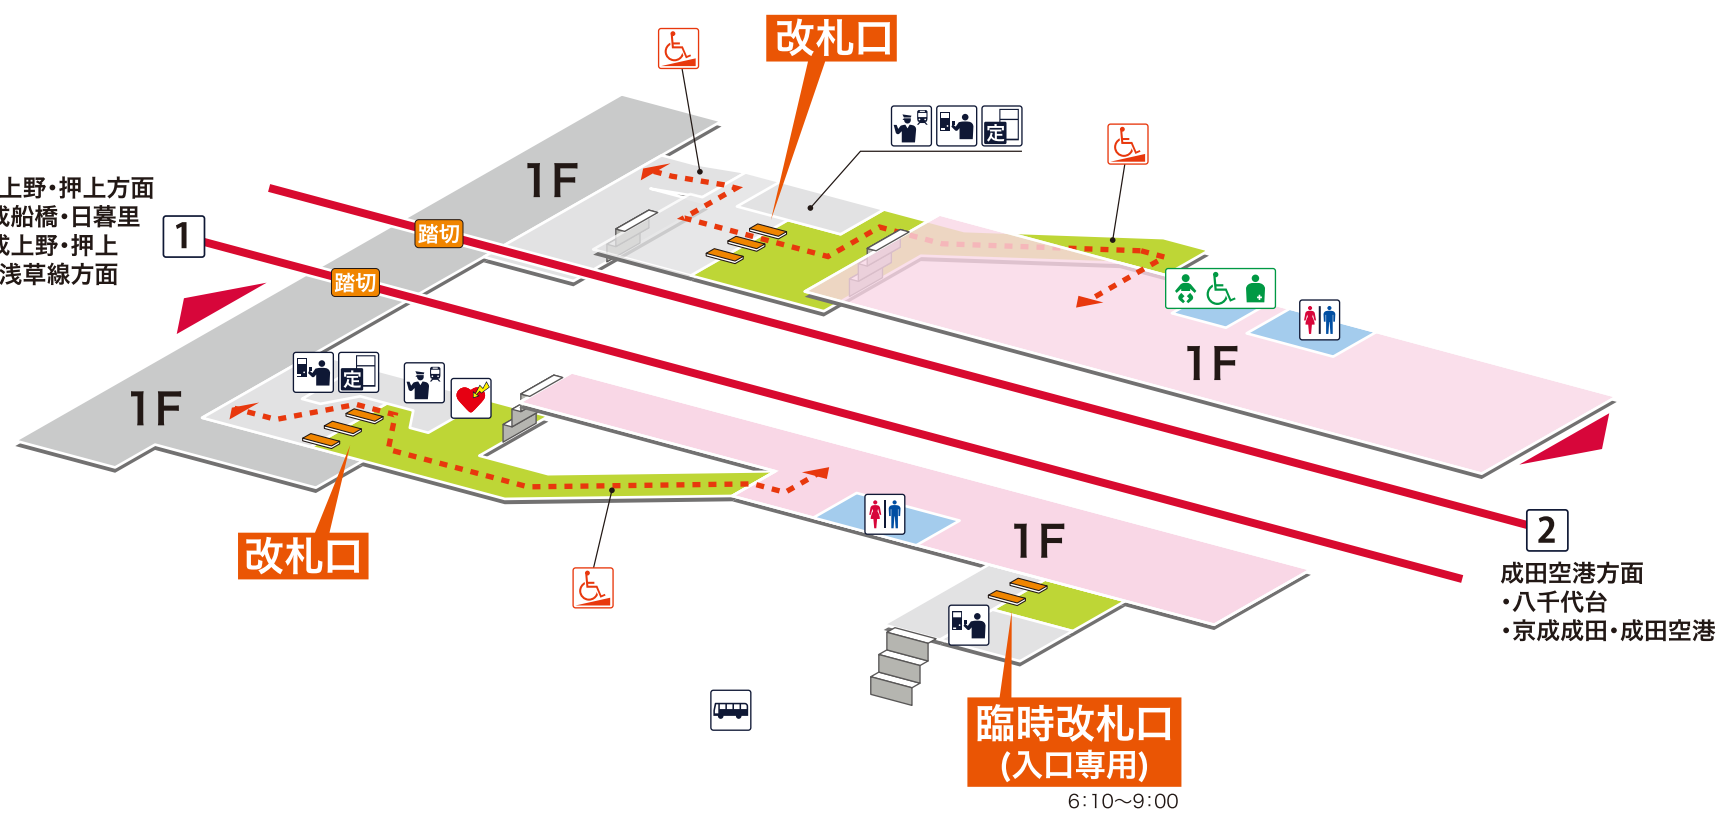 改札口
定
1F
上野・押上方面
成船橋・日暮里
成上野・押上
浅草線方面
1
踏切
踏切
1F
1F
定
改札口
1F
2
成田空港方面
・八千代台
・京成成田・成田空港
臨時改札口
(入口専用)
6:10〜9:00